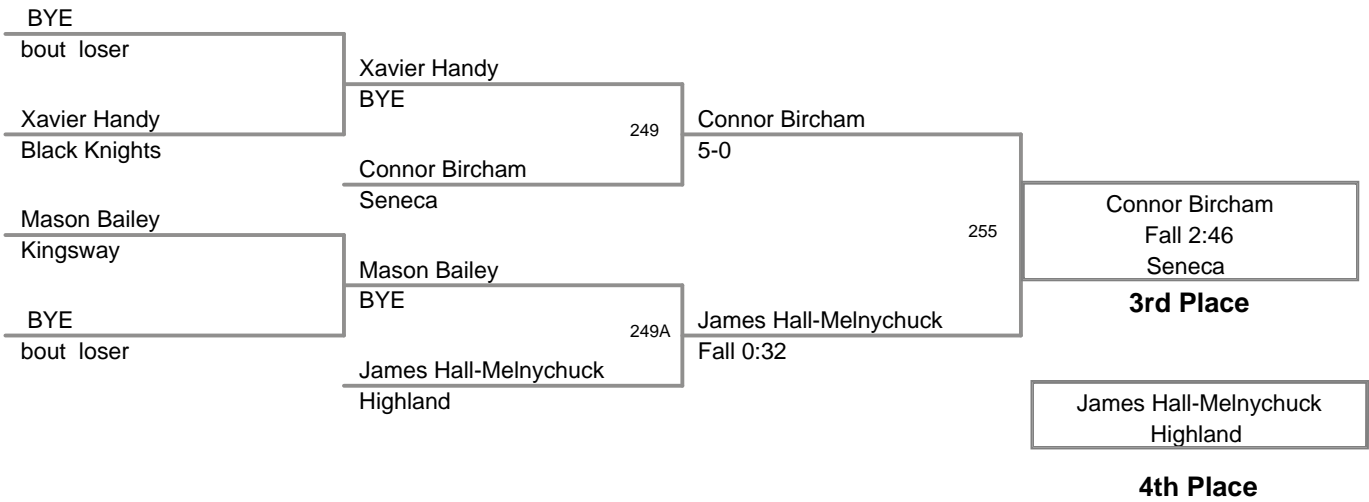 BYE
bout loser
Xavier Handy
BYE
Xavier Handy
Black Knights
249
Connor Bircham
5-0
Connor Bircham
Seneca
Mason Bailey
Kingsway
255
Connor Bircham
Fall 2:46
Seneca
3rd Place
Mason Bailey
BYE
BYE
bout loser
249A
James Hall-Melnychuck
Fall 0:32
James Hall-Melnychuck
Highland
James Hall-Melnychuck
Highland
4th Place